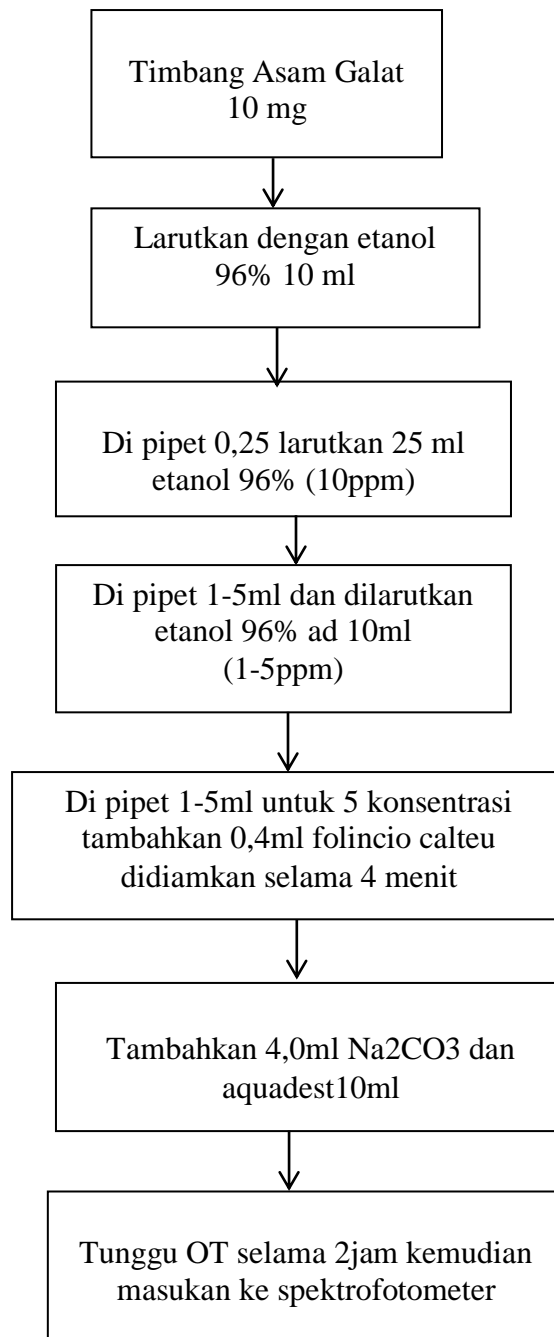 Timbang Asam Galat
10 mg
Larutkan dengan etanol
96% 10 ml
Di pipet 0,25 larutkan 25 ml
etanol 96% (10ppm)
Di pipet 1-5ml dan dilarutkan
etanol 96% ad 10ml
(1-5ppm)
Di pipet 1-5ml untuk 5 konsentrasi
tambahkan 0,4ml folincio calteu
didiamkan selama 4 menit
Tambahkan 4,0ml Na2CO3 dan
aquadest10ml
Tunggu OT selama 2jam kemudian
masukan ke spektrofotometer